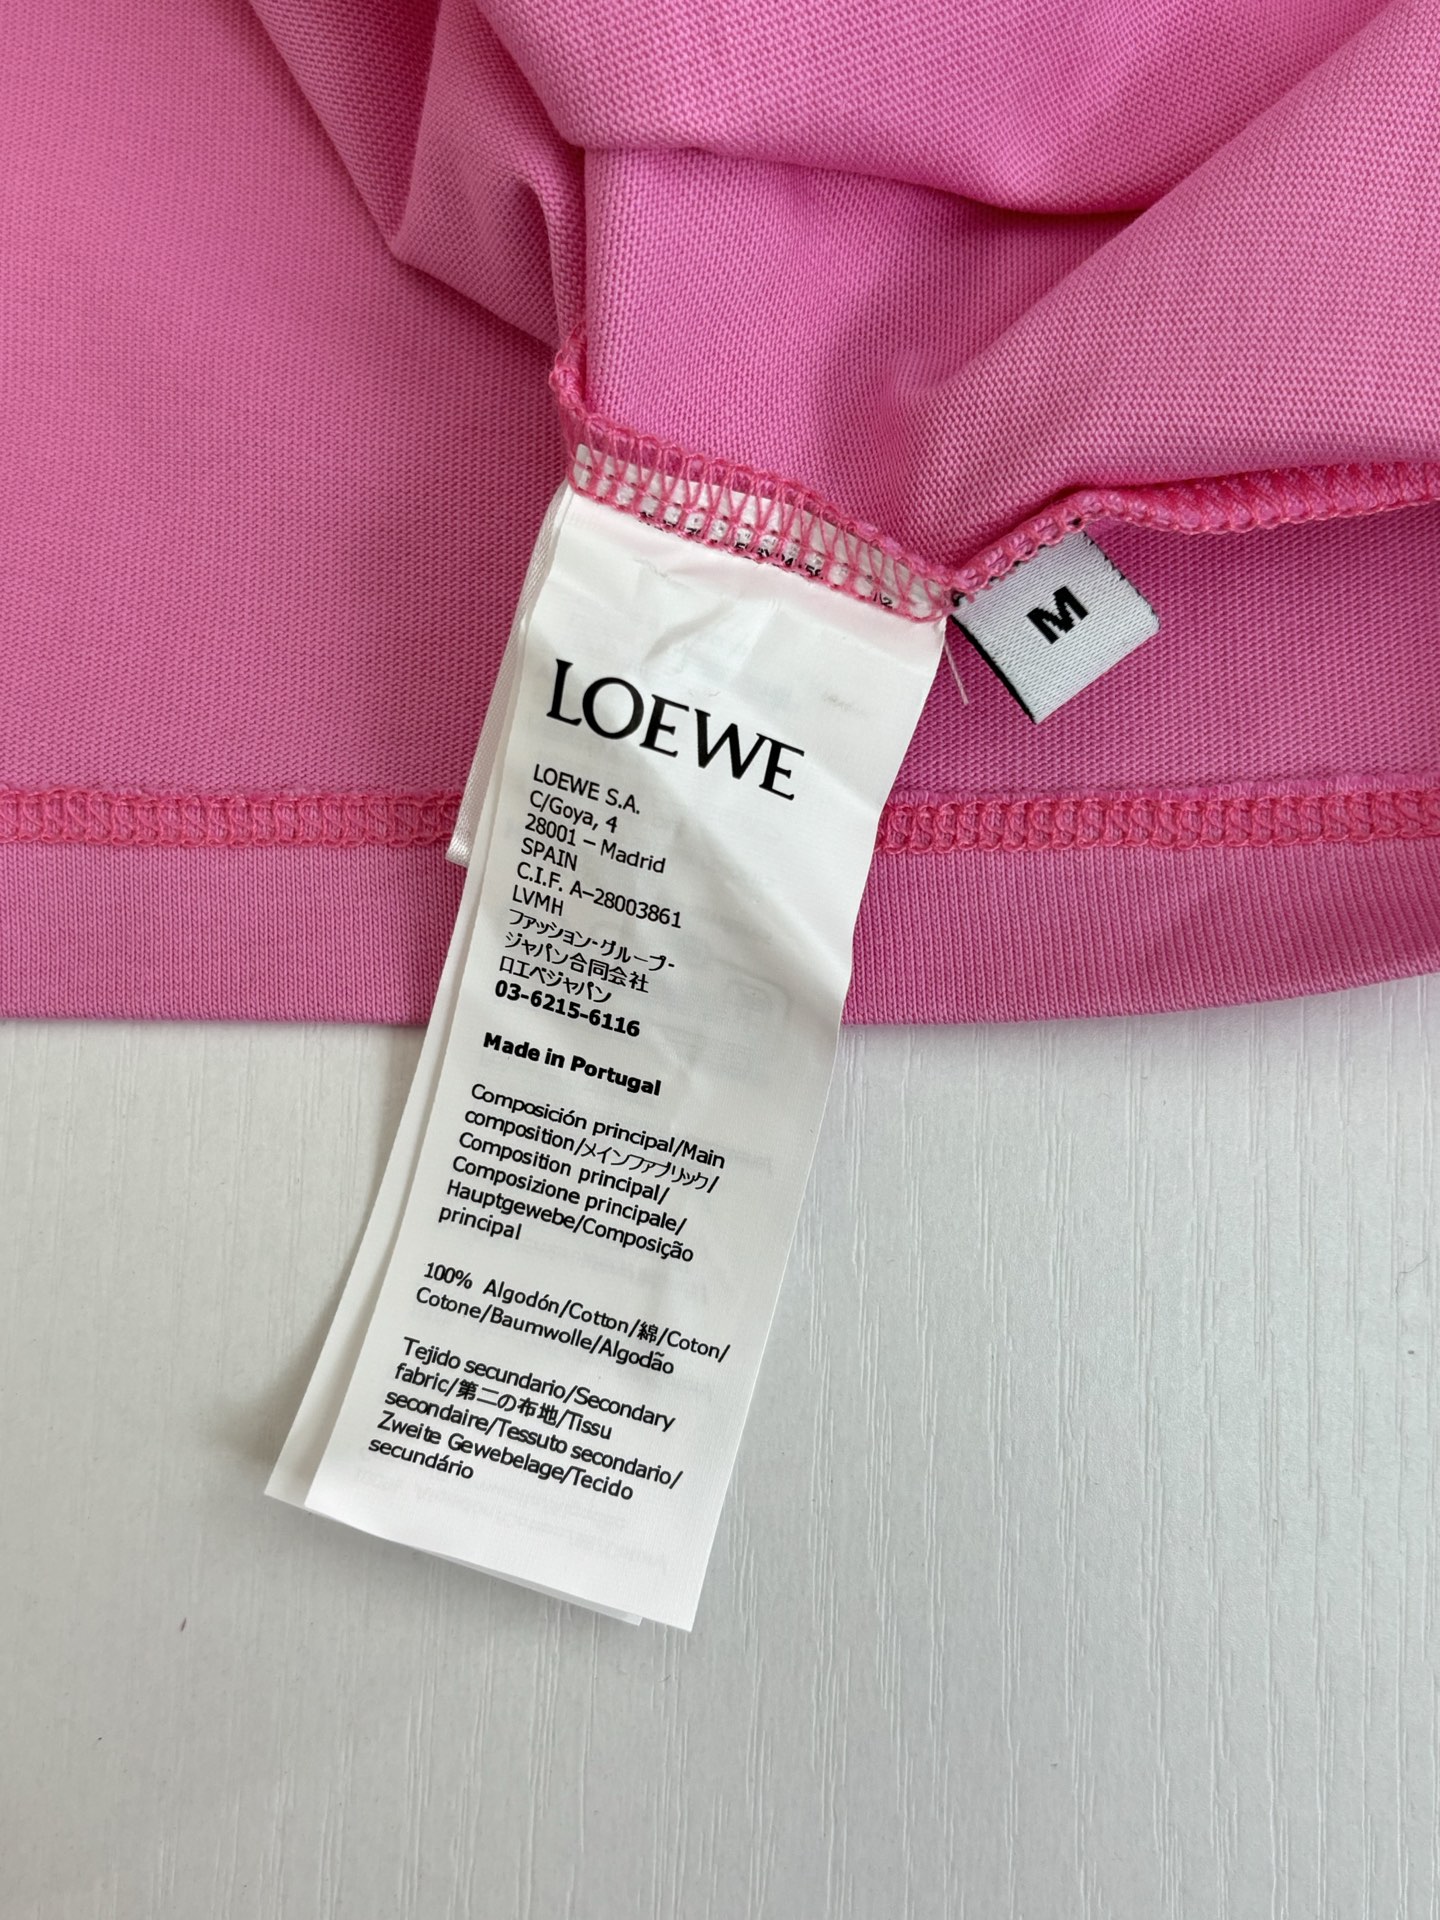 M
LOEWE
LOEWE S.A.
C/Goya, 4
28001 – Madrid
SPAIN
C.I.F. A–28003861
LVMH
ファッション・グループ・
ジャパン合同会社
ロエベジャパン
03-6215-6116
Made in Portugal
Composición principal/Main
composition/メインファブリック/
Composition principal/
Composizione principale/
Hauptgewebe/Composição
principal
100% Algodón/Cotton/綿/Coton/
Cotone/Baumwolle/Algodão
Tejido secundario/Secondary
fabric/第二の布地/Tissu
secondaire/Tessuto secondario/
Zweite Gewebelage/Tecido
secundário